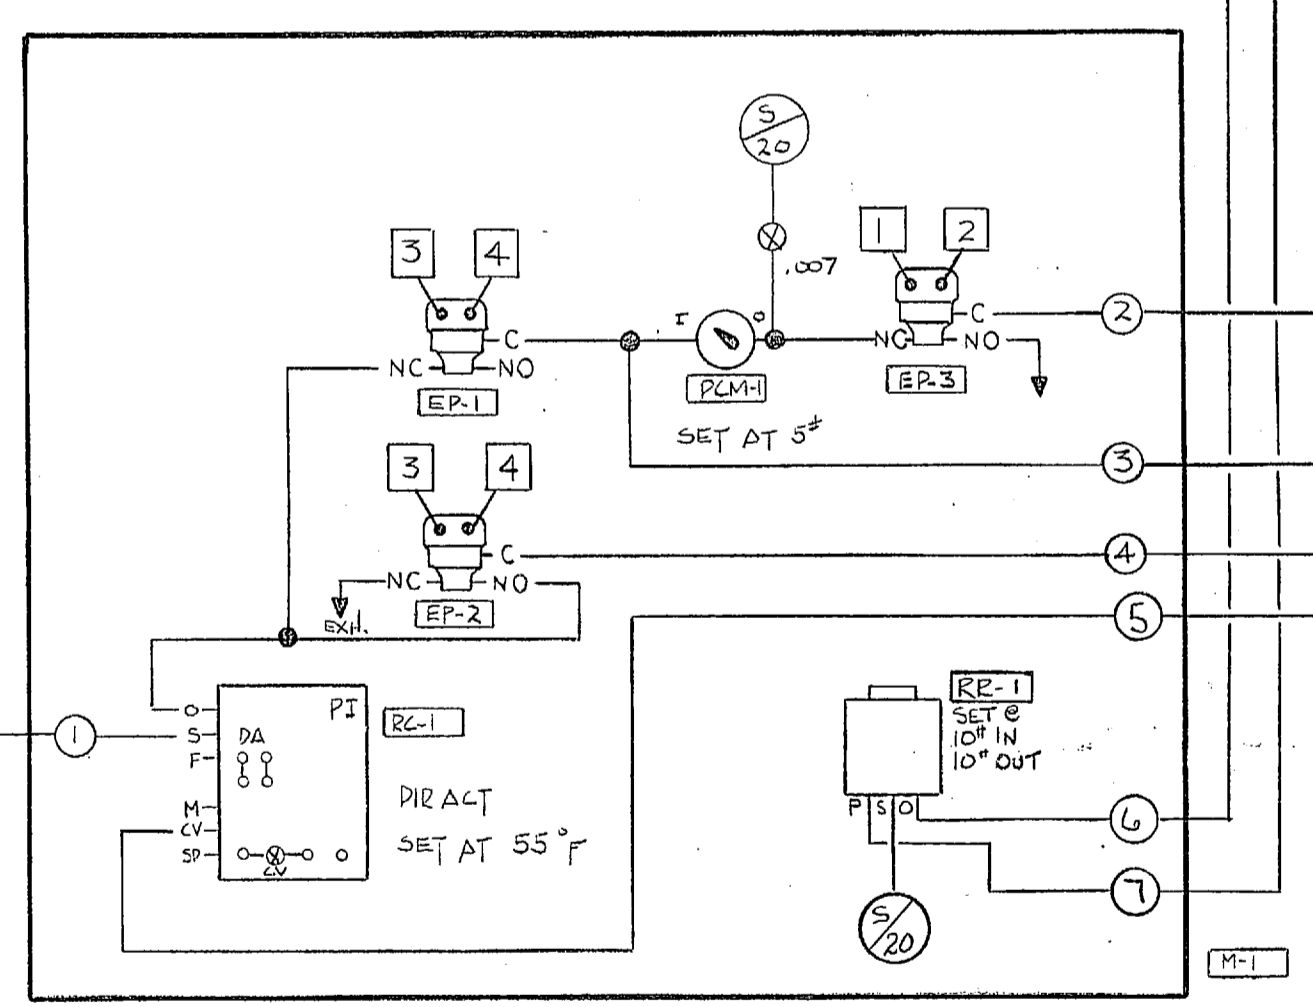 S
20
.007
3 4
1 2
C
C
2
I O
NC NO
NC NO
EP-1
PCM-1
EP-3
SET AT 5#
3 4
3
C
4
NC NO
EXH.
EP-2
5
O
PI
RC-1
1
S
DA
F
M
CV
SP
C.V
DIR ACT
SET AT 55°F
RR-1
SET @
10# IN
10# OUT
P S O
6
7
S
20
M-1